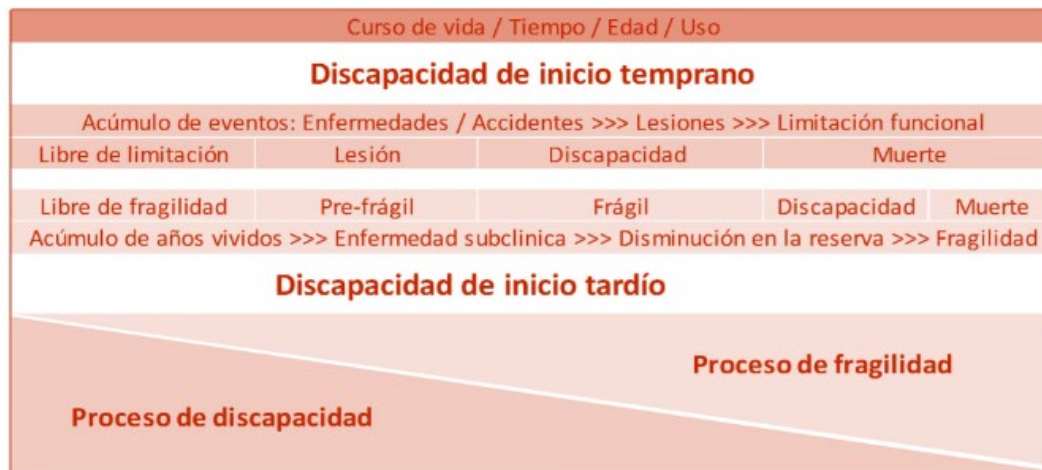 Curso de vida / Tiempo / Edad / Uso
Discapacidad de inicio temprano
Acúmulo de eventos: Enfermedades / Accidentes >>> Lesiones >>> Limitación funcional
Libre de limitación Lesión Discapacidad Muerte
Libre de fragilidad Pre-frágil Frágil Discapacidad Muerte
Acúmulo de años vividos >>> Enfermedad subclinica >>> Disminución en la reserva >>> Fragilidad
Discapacidad de inicio tardío
Proceso de fragilidad
Proceso de discapacidad